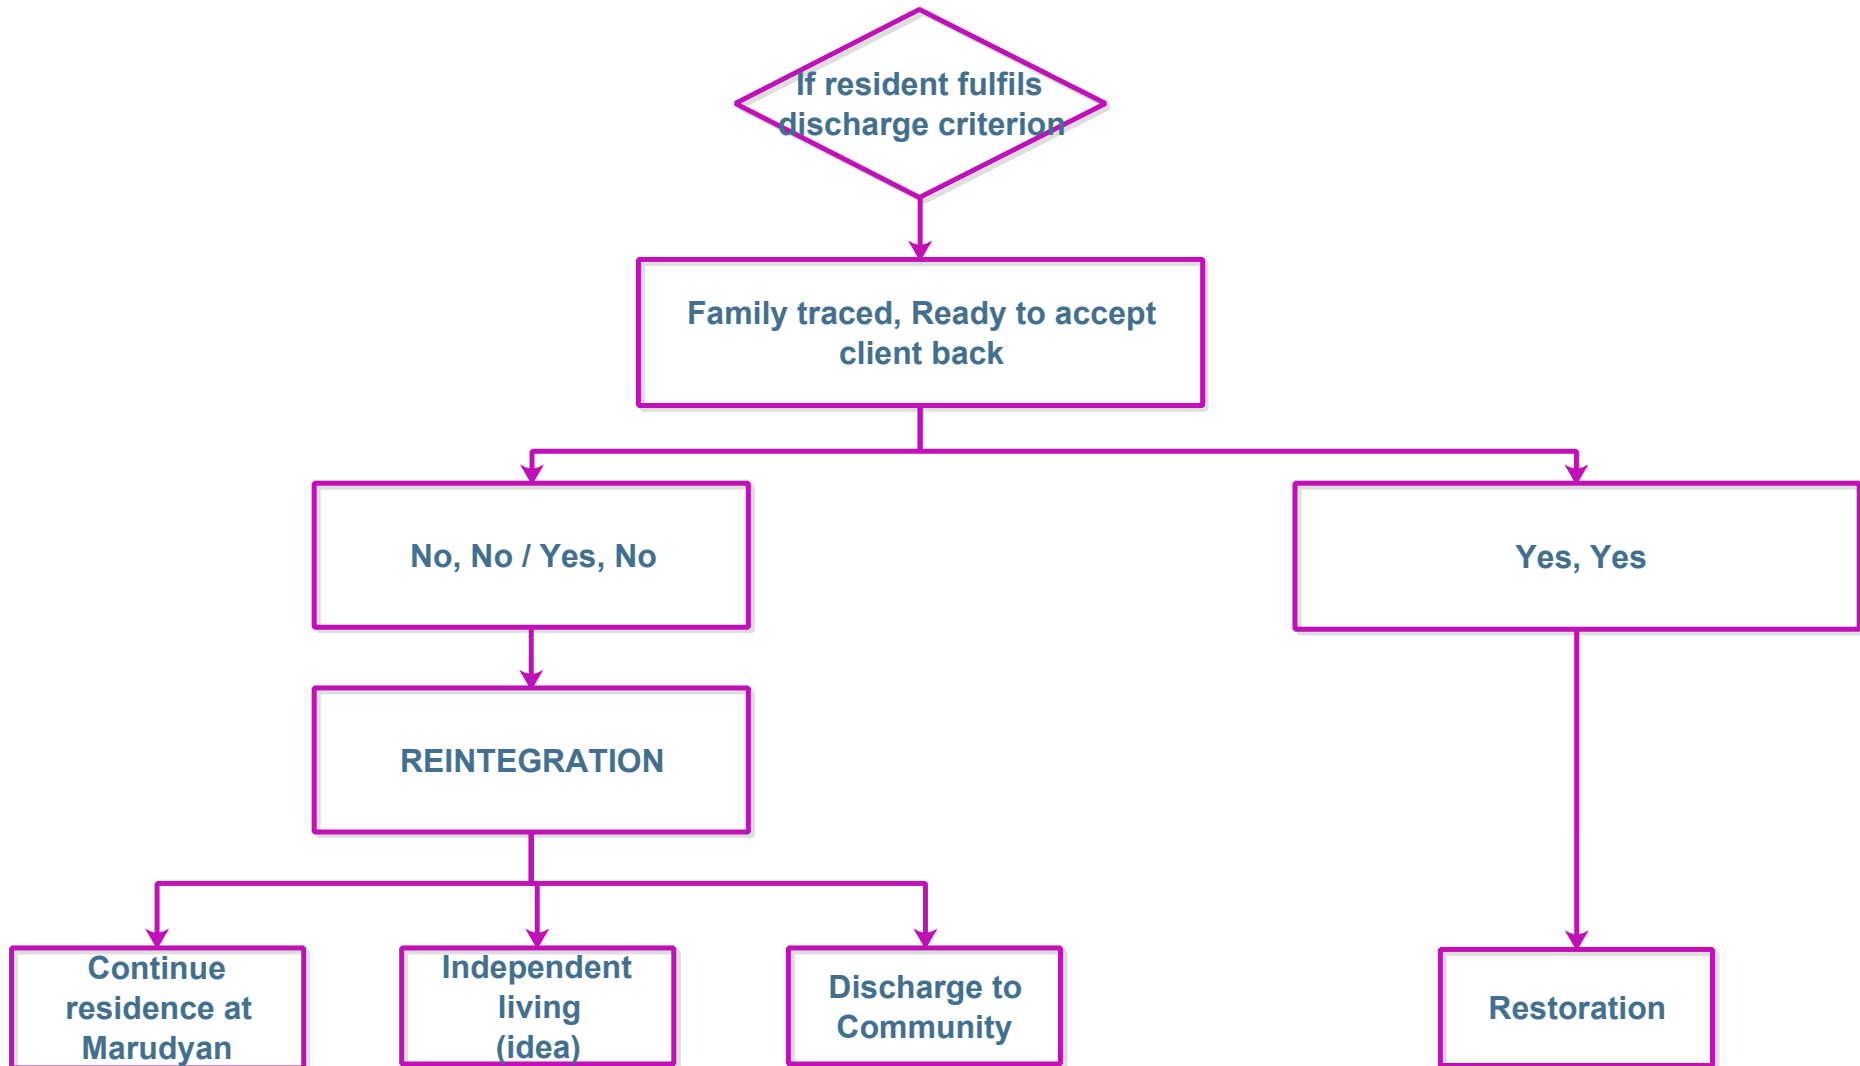 If resident fulfils
discharge criterion
Family traced, Ready to accept
client back
No, No / Yes, No
Yes, Yes
REINTEGRATION
Continue
residence at
Marudyan
Independent
living
(idea)
Discharge to
Community
Restoration